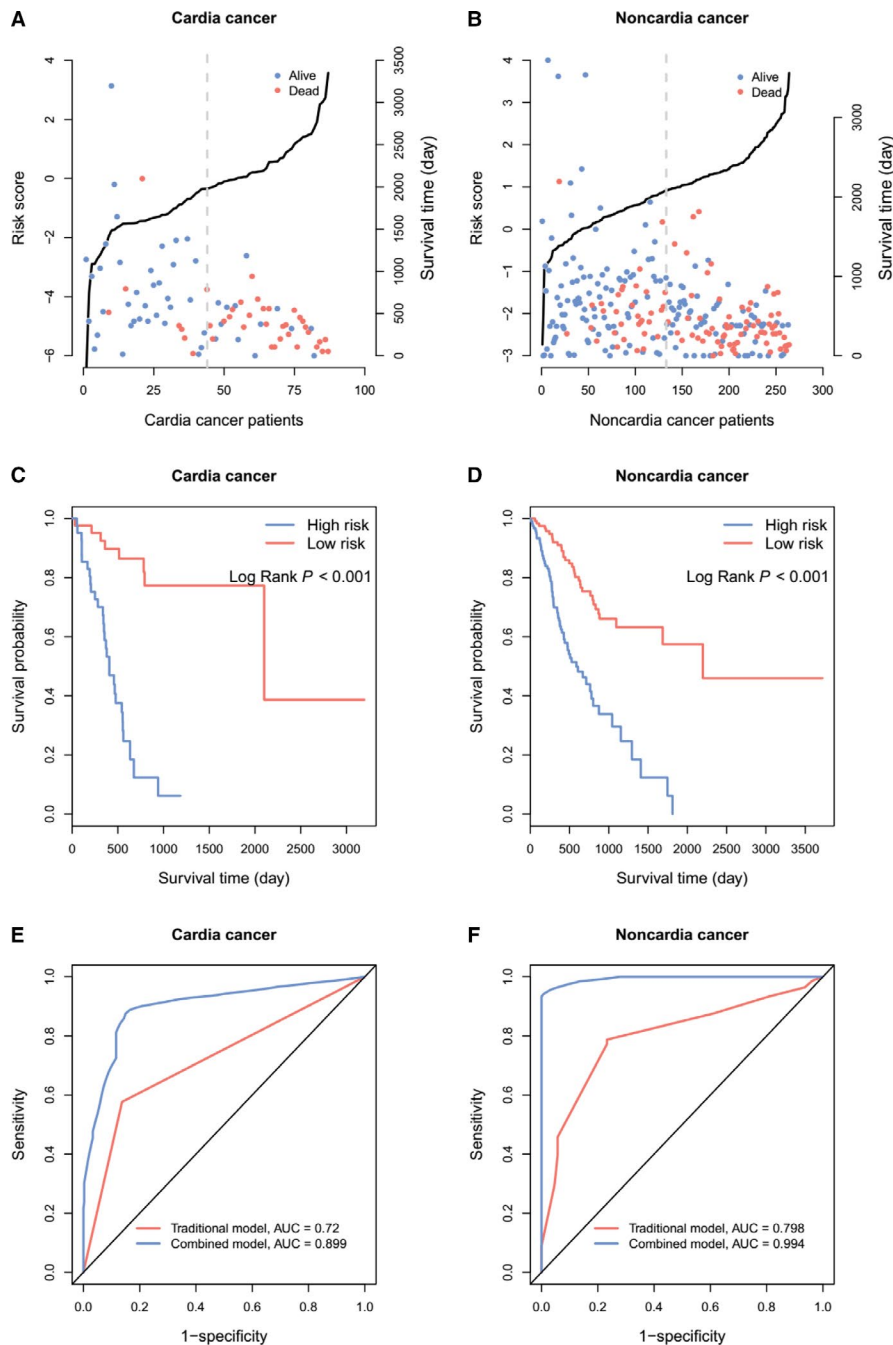 A
Cardia cancer
Risk score
4
2
0
-2
-4
-6
Alive
Dead
3500
3000
2500
2000
1500
1000
500
0
Survival time (day)
0 25 50 75 100
Cardia cancer patients
B
Noncardia cancer
Risk score
4
3
2
1
0
-1
-2
-3
Alive
Dead
3000
2000
1000
0
Survival time (day)
0 50 100 150 200 250 300
Noncardia cancer patients
C
Cardia cancer
Survival probability
1.0
0.8
0.6
0.4
0.2
0.0
High risk
Low risk
Log Rank P < 0.001
0 500 1000 1500 2000 2500 3000
Survival time (day)
D
Noncardia cancer
Survival probability
1.0
0.8
0.6
0.4
0.2
0.0
High risk
Low risk
Log Rank P < 0.001
0 500 1000 1500 2000 2500 3000 3500
Survival time (day)
E
Cardia cancer
Sensitivity
1.0
0.8
0.6
0.4
0.2
0.0
Traditional model, AUC = 0.72
Combined model, AUC = 0.899
0.0 0.2 0.4 0.6 0.8 1.0
1−specificity
F
Noncardia cancer
Sensitivity
1.0
0.8
0.6
0.4
0.2
0.0
Traditional model, AUC = 0.798
Combined model, AUC = 0.994
0.0 0.2 0.4 0.6 0.8 1.0
1−specificity